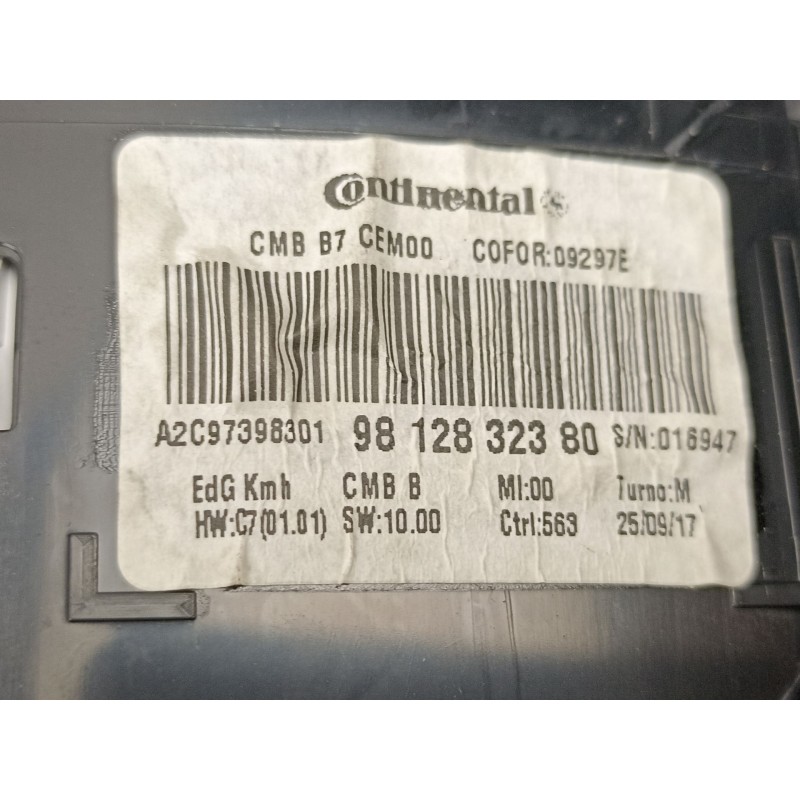 Continental
CMB B7 CEM00 COFOR:09297E
A2C97398301 98 128 323 80 S/N:016947
EdG Kmh CMB B MI:00 Turno:M
HW:C7(01.01) SW:10.00 Ctrl:563 25/09/17